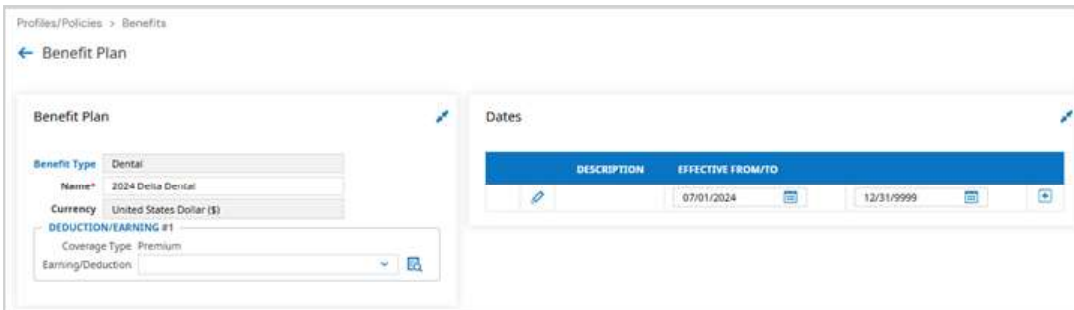 Profiles/Policies > Benefits
← Benefit Plan
Benefit Plan
Benefit Type Dental
Name* 2024 Delta Dental
Currency United States Dollar ($)
DEDUCTION/EARNING #1
Coverage Type Premium
Earning/Deduction
Dates
DESCRIPTION EFFECTIVE FROM/TO
07/01/2024 12/31/9999